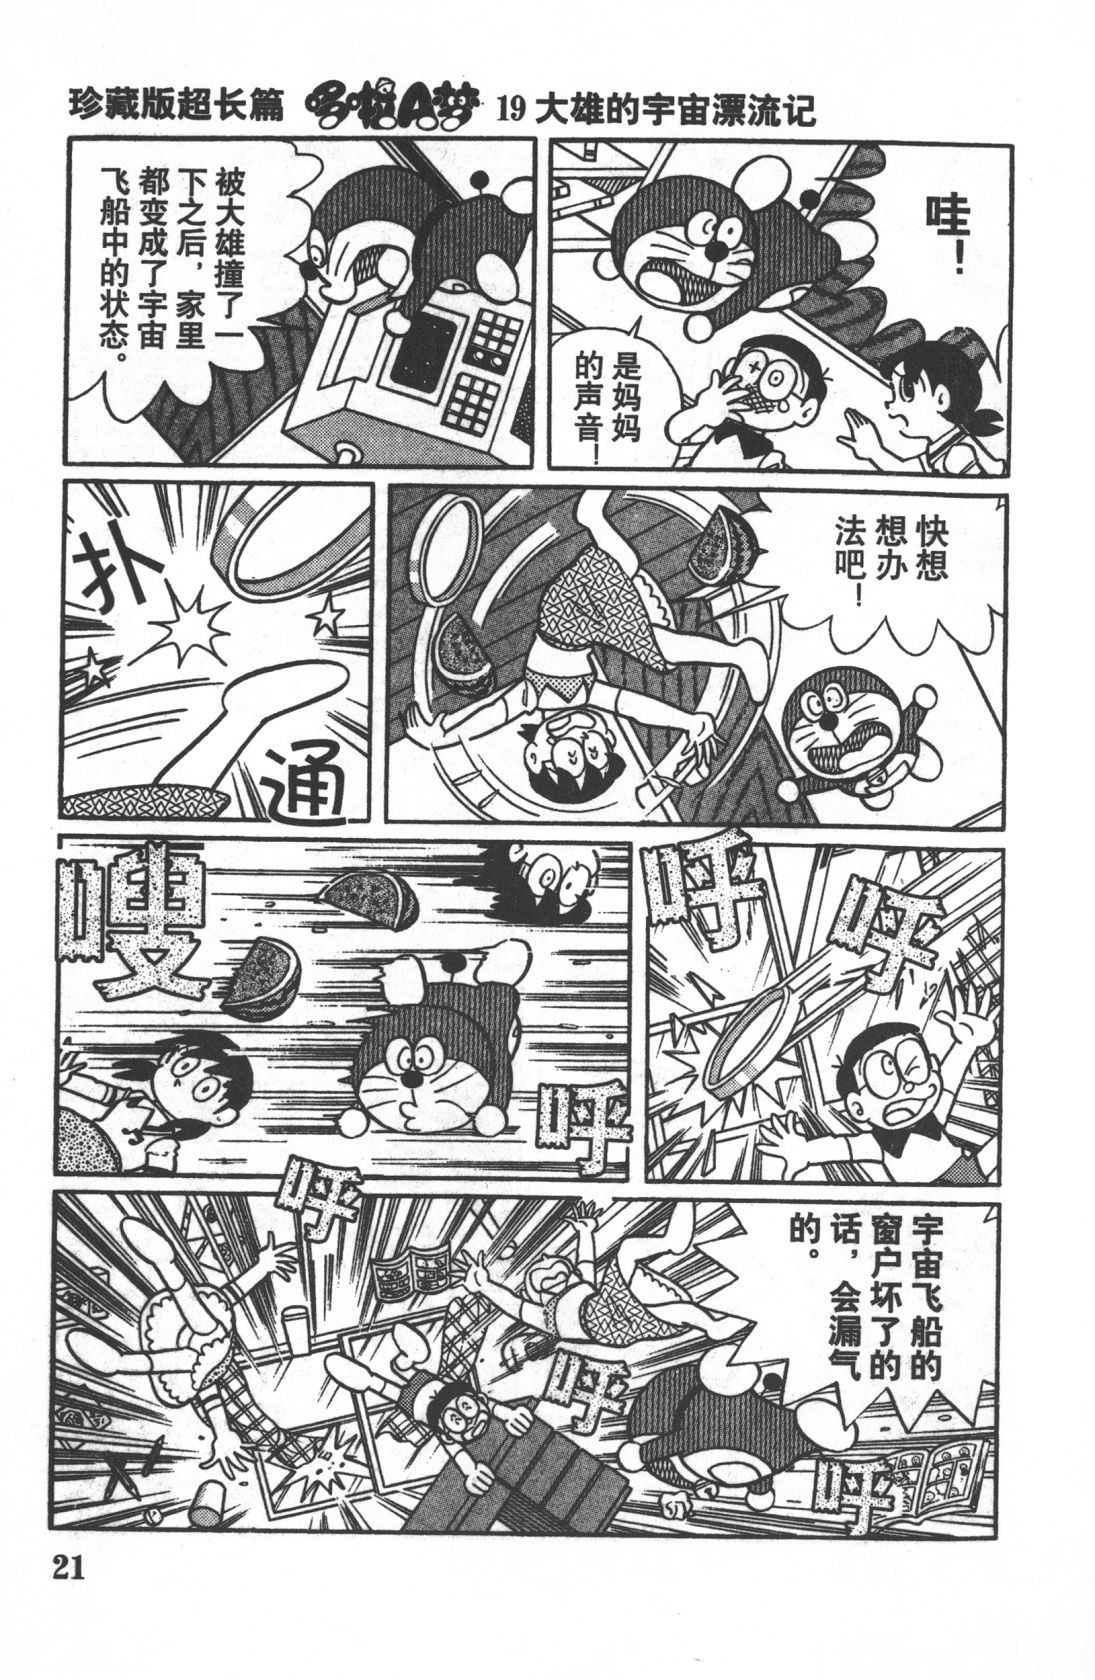 珍藏版超长篇 哆啦A梦 19 大雄的宇宙漂流记
哇！
是妈妈
的声音！
被大雄撞了一
下之后，家里
都变成了宇宙
飞船中的状态。
快想
想办
法吧！
扑
通
呼
呼
嗖
呼
宇宙飞船的
窗户坏了的
话，会漏气
的。
呼
呼
呼
21